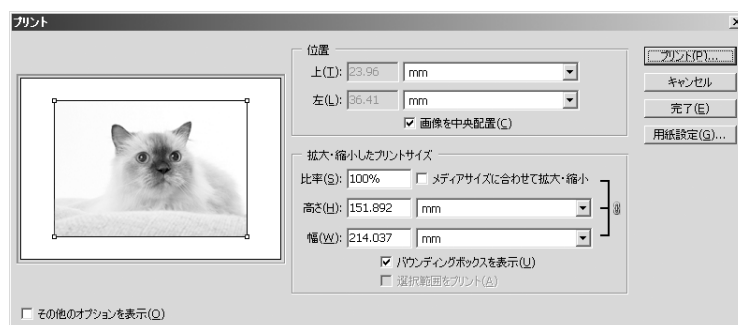 プリント
位置
上(T): 23.96 mm
左(L): 36.41 mm
画像を中央配置(C)
拡大・縮小したプリントサイズ
比率(S): 100% メディアサイズに合わせて拡大・縮小
高さ(H): 151.892 mm
幅(W): 214.037 mm
バウンディングボックスを表示(U)
選択範囲をプリント(A)
その他のオプションを表示(O)
プリント(P)...
キャンセル
完了(E)
用紙設定(G)...